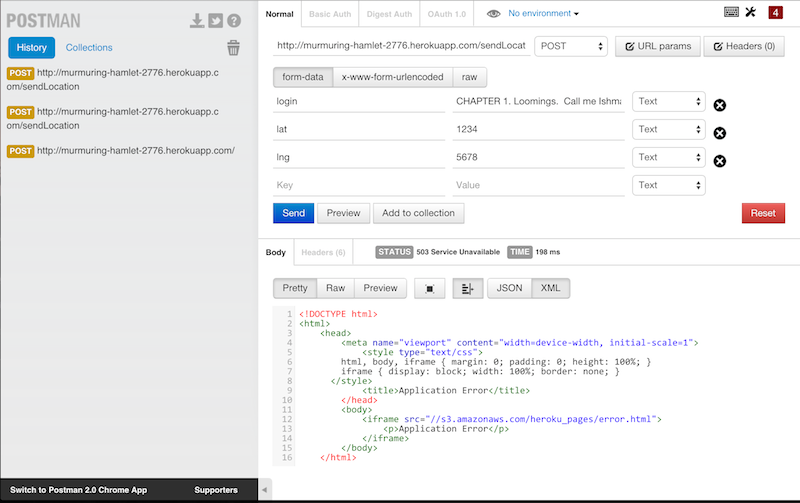 POSTMAN
History Collections
POST http://murmuring-hamlet-2776.herokuapp.c
om/sendLocation
POST http://murmuring-hamlet-2776.herokuapp.c
om/sendLocation
POST http://murmuring-hamlet-2776.herokuapp.com/
Switch to Postman 2.0 Chrome App Supporters
Normal Basic Auth Digest Auth OAuth 1.0 No environment 4
http://murmuring-hamlet-2776.herokuapp.com/sendLocat POST URL params Headers (0)
form-data x-www-form-urlencoded raw
login CHAPTER 1. Loomings. Call me Ishma Text
lat 1234 Text
lng 5678 Text
Key Value Text
Send Preview Add to collection Reset
Body Headers (6) STATUS 503 Service Unavailable TIME 198 ms
Pretty Raw Preview JSON XML
1 <!DOCTYPE html>
2 <html>
3 <head>
4 <meta name="viewport" content="width=device-width, initial-scale=1">
5 <style type="text/css">
6 html, body, iframe { margin: 0; padding: 0; height: 100%; }
7 iframe { display: block; width: 100%; border: none; }
8 </style>
9 <title>Application Error</title>
10 </head>
11 <body>
12 <iframe src="//s3.amazonaws.com/heroku_pages/error.html">
13 <p>Application Error</p>
14 </iframe>
15 </body>
16 </html>